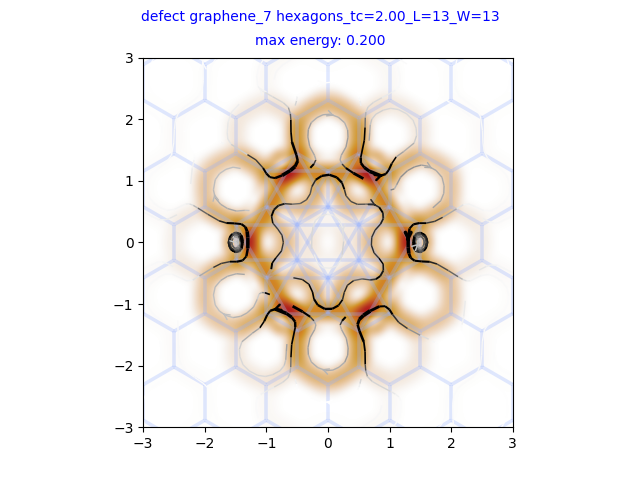 defect graphene_7 hexagons_tc=2.00_L=13_W=13
max energy: 0.200
3
2
1
0
−1
−2
−3
−3 −2 −1 0 1 2 3